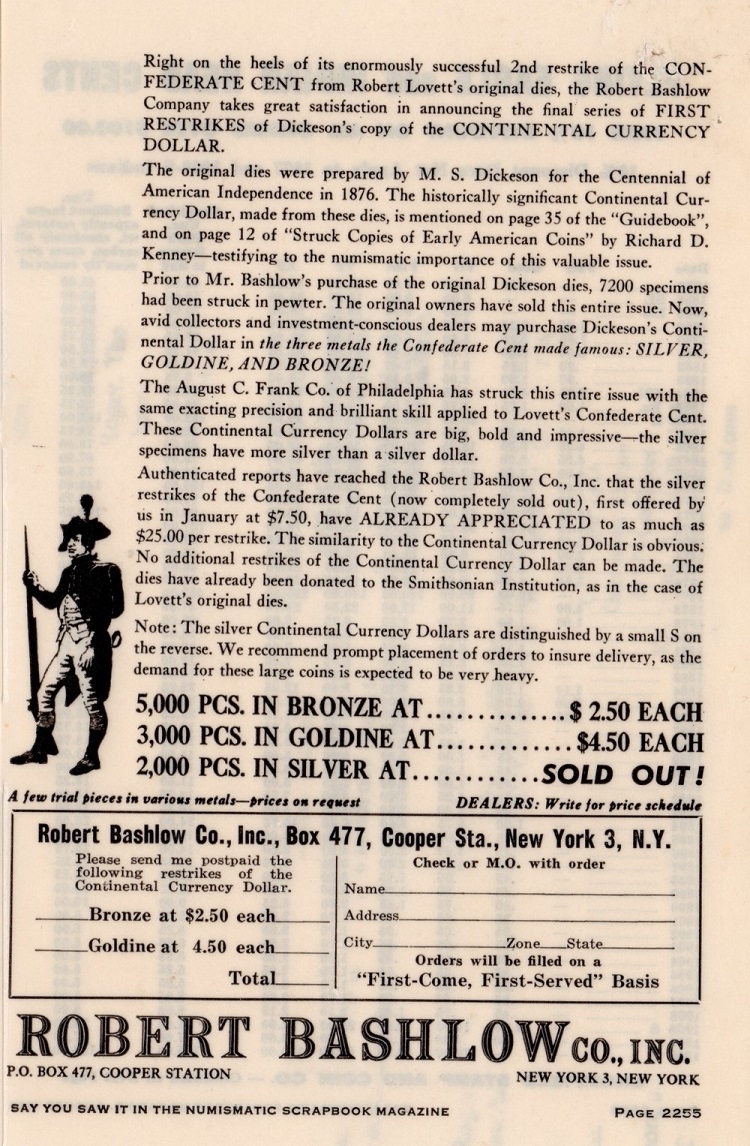 Right on the heels of its enormously successful 2nd restrike of the CON-
FEDERATE CENT from Robert Lovett's original dies, the Robert Bashlow
Company takes great satisfaction in announcing the final series of FIRST
RESTRIKES of Dickeson's copy of the CONTINENTAL CURRENCY
DOLLAR.
The original dies were prepared by M. S. Dickeson for the Centennial of
American Independence in 1876. The historically significant Continental Cur-
rency Dollar, made from these dies, is mentioned on page 35 of the "Guidebook",
and on page 12 of "Struck Copies of Early American Coins" by Richard D.
Kenney—testifying to the numismatic importance of this valuable issue.
Prior to Mr. Bashlow's purchase of the original Dickeson dies, 7200 specimens
had been struck in pewter. The original owners have sold this entire issue. Now,
avid collectors and investment-conscious dealers may purchase Dickeson's Conti-
nental Dollar in the three metals the Confederate Cent made famous: SILVER,
GOLDINE, AND BRONZE!
The August C. Frank Co. of Philadelphia has struck this entire issue with the
same exacting precision and brilliant skill applied to Lovett's Confederate Cent.
These Continental Currency Dollars are big, bold and impressive—the silver
specimens have more silver than a silver dollar.
Authenticated reports have reached the Robert Bashlow Co., Inc. that the silver
restrikes of the Confederate Cent (now completely sold out), first offered by
us in January at $7.50, have ALREADY APPRECIATED to as much as
$25.00 per restrike. The similarity to the Continental Currency Dollar is obvious.
No additional restrikes of the Continental Currency Dollar can be made. The
dies have already been donated to the Smithsonian Institution, as in the case of
Lovett's original dies.
Note: The silver Continental Currency Dollars are distinguished by a small S on
the reverse. We recommend prompt placement of orders to insure delivery, as the
demand for these large coins is expected to be very heavy.
5,000 PCS. IN BRONZE AT..............$ 2.50 EACH
3,000 PCS. IN GOLDINE AT..............$4.50 EACH
2,000 PCS. IN SILVER AT............SOLD OUT!
A few trial pieces in various metals—prices on request DEALERS: Write for price schedule
Robert Bashlow Co., Inc., Box 477, Cooper Sta., New York 3, N.Y.
Please send me postpaid the
following restrikes of the
Continental Currency Dollar.
Bronze at $2.50 each
Goldine at 4.50 each
Total
Check or M.O. with order
Name
Address
City Zone State
Orders will be filled on a
"First-Come, First-Served" Basis
ROBERT BASHLOW CO., INC.
P.O. BOX 477, COOPER STATION NEW YORK 3, NEW YORK
SAY YOU SAW IT IN THE NUMISMATIC SCRAPBOOK MAGAZINE PAGE 2255